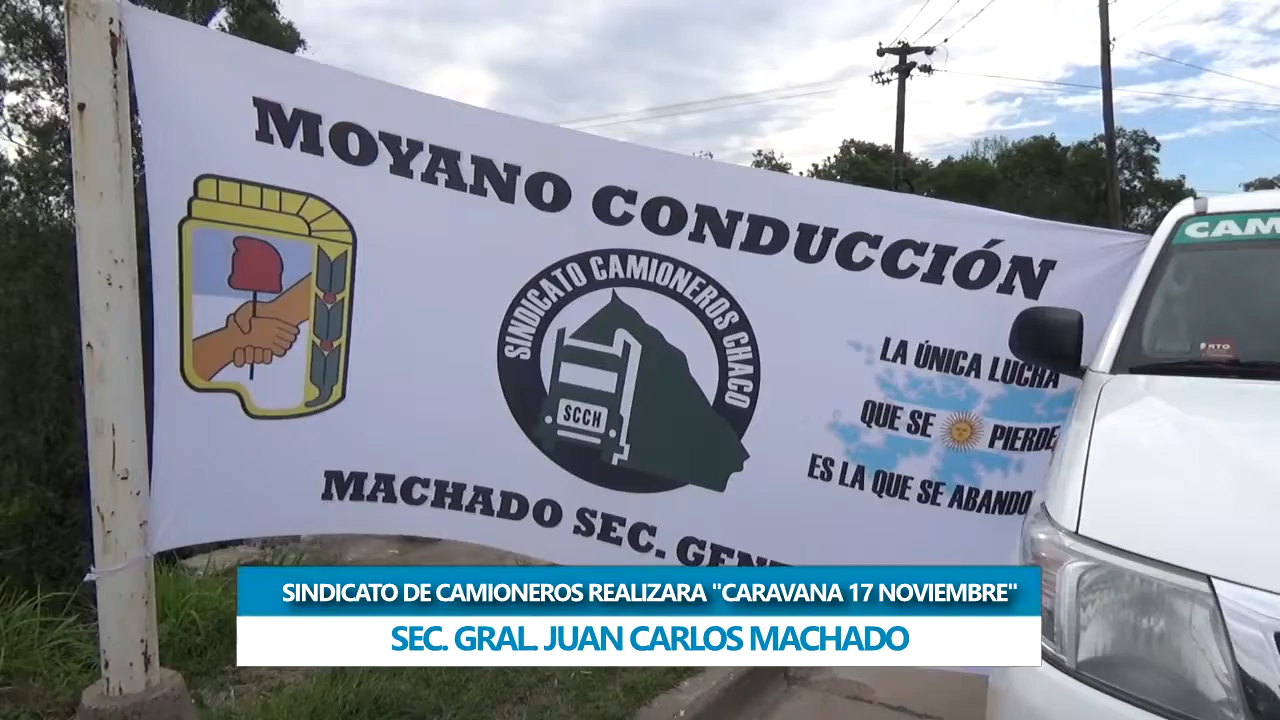 MOYANO CONDUCCIÓN
SINDICATO CAMIONEROS CHACO
SCCH
LA ÚNICA LUCHA
QUE SE PIERDE
ES LA QUE SE ABANDO
MACHADO SEC. GEN
CAM
RTO
SINDICATO DE CAMIONEROS REALIZARA "CARAVANA 17 NOVIEMBRE"
SEC. GRAL. JUAN CARLOS MACHADO